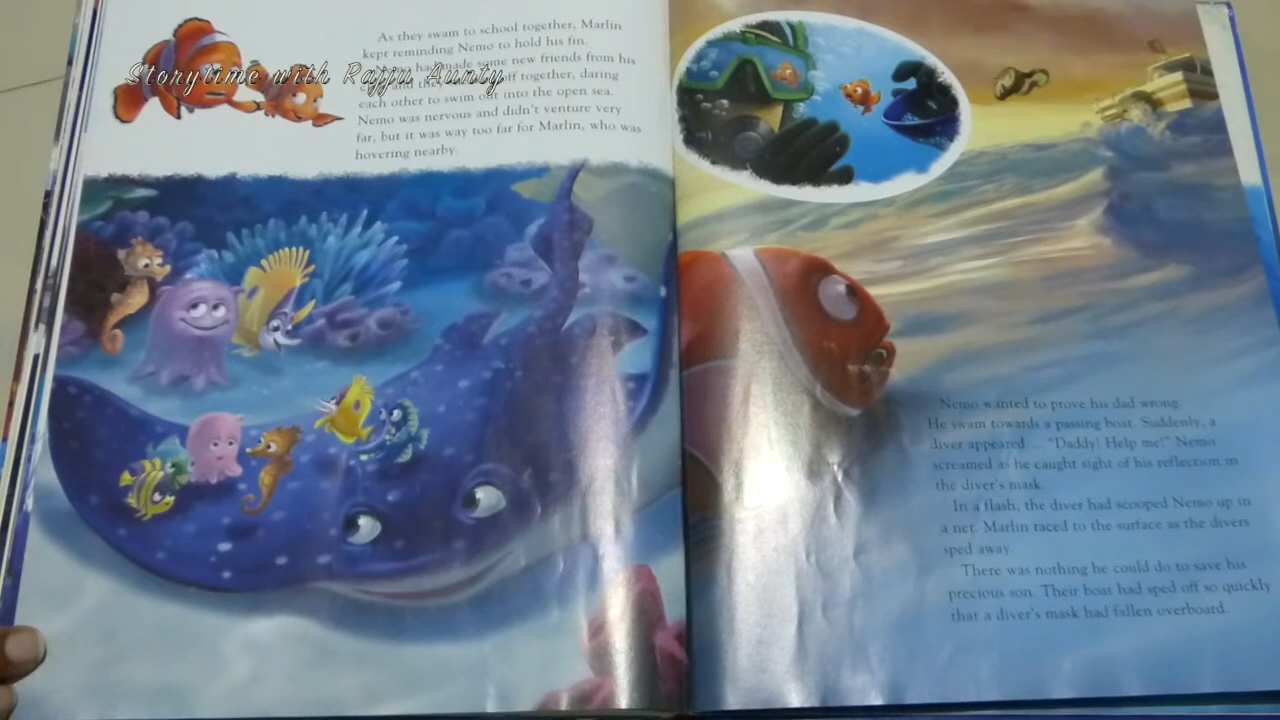 As they swam to school together, Marlin
kept reminding Nemo to hold his fin.
had made some new friends from his
and they off together, daring
each other to swim out into the open sea.
Nemo was nervous and didn't venture very
far, but it was way too far for Marlin, who was
hovering nearby.
Storytime with Rajju Aunty
Nemo wanted to prove his dad wrong.
He swam towards a passing boat. Suddenly, a
diver appeared... "Daddy! Help me!" Nemo
screamed as he caught sight of his reflection in
the diver's mask.
In a flash, the diver had scooped Nemo up in
a net. Marlin raced to the surface as the divers
sped away.
There was nothing he could do to save his
precious son. Their boat had sped off so quickly
that a diver's mask had fallen overboard.